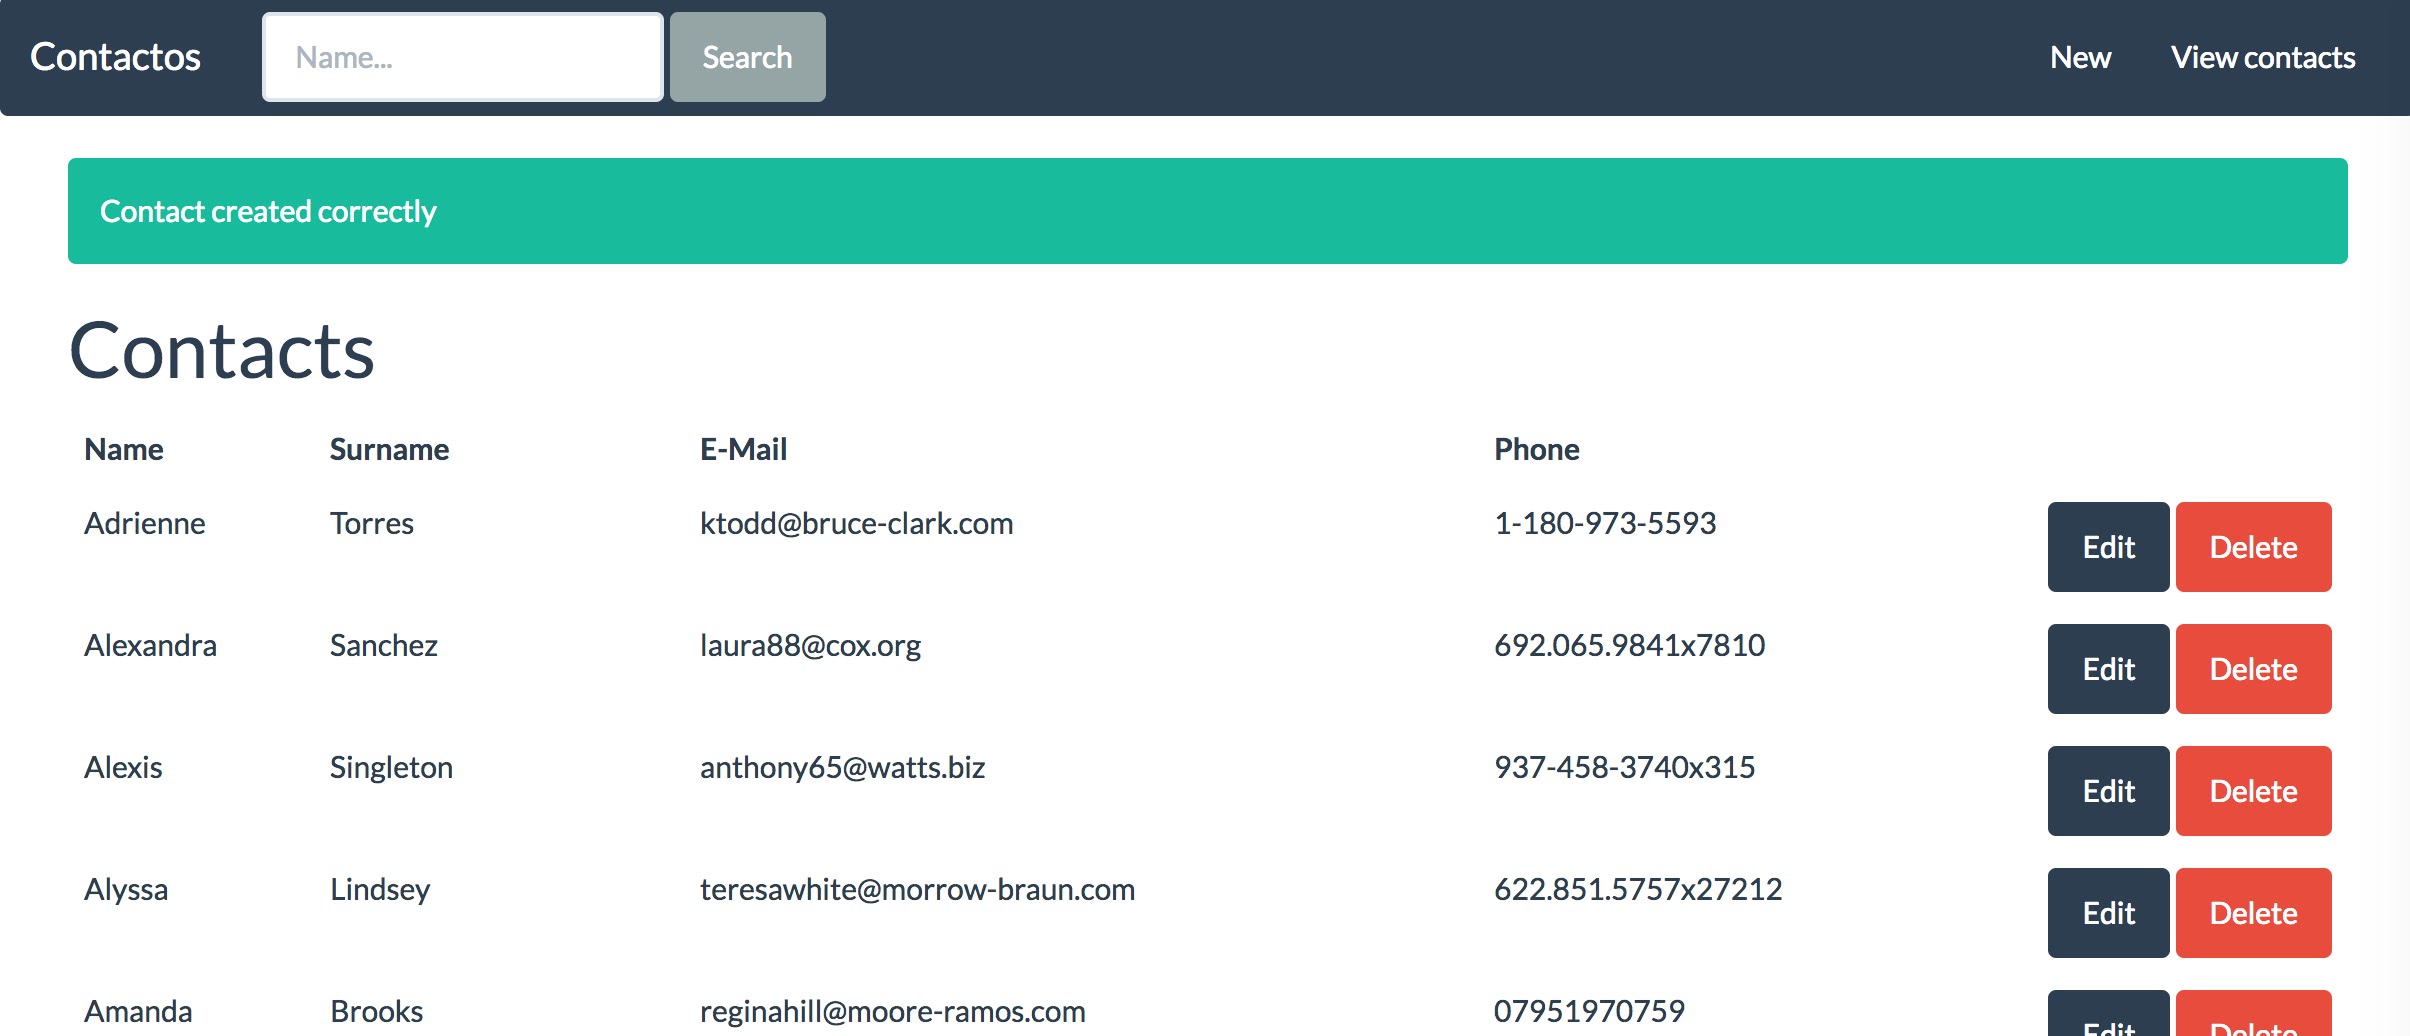 Contactos Name... Search New View contacts
Contact created correctly
Contacts
Name Surname E-Mail Phone
Adrienne Torres ktodd@bruce-clark.com 1-180-973-5593 Edit Delete
Alexandra Sanchez laura88@cox.org 692.065.9841x7810 Edit Delete
Alexis Singleton anthony65@watts.biz 937-458-3740x315 Edit Delete
Alyssa Lindsey teresawhite@morrow-braun.com 622.851.5757x27212 Edit Delete
Amanda Brooks reginahill@moore-ramos.com 07951970759 Edit Delete